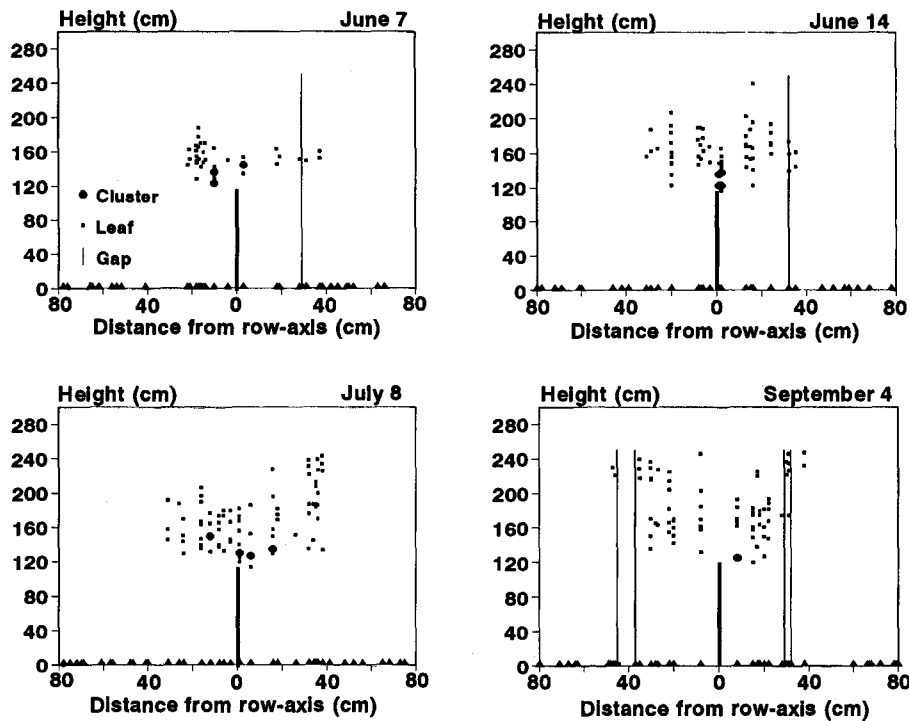 Height (cm) June 7
280
240
200
160
120
80
40
0
Cluster
Leaf
Gap
80 40 0 40 80
Distance from row-axis (cm)
Height (cm) June 14
280
240
200
160
120
80
40
0
80 40 0 40 80
Distance from row-axis (cm)
Height (cm) July 8
280
240
200
160
120
80
40
0
80 40 0 40 80
Distance from row-axis (cm)
Height (cm) September 4
280
240
200
160
120
80
40
0
80 40 0 40 80
Distance from row-axis (cm)